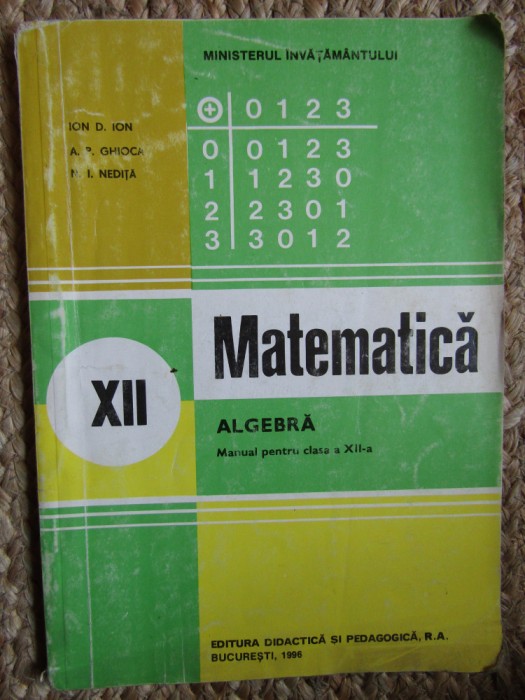 MINISTERUL ÎNVĂȚĂMÂNTULUI
ION D. ION
A. P. GHIOCA
N. I. NEDIȚĂ
⊕ 0 1 2 3
0 0 1 2 3
1 1 2 3 0
2 2 3 0 1
3 3 0 1 2
Matematică
XII
ALGEBRĂ
Manual pentru clasa a XII-a
EDITURA DIDACTICĂ ȘI PEDAGOGICĂ, R.A.
BUCUREȘTI, 1996